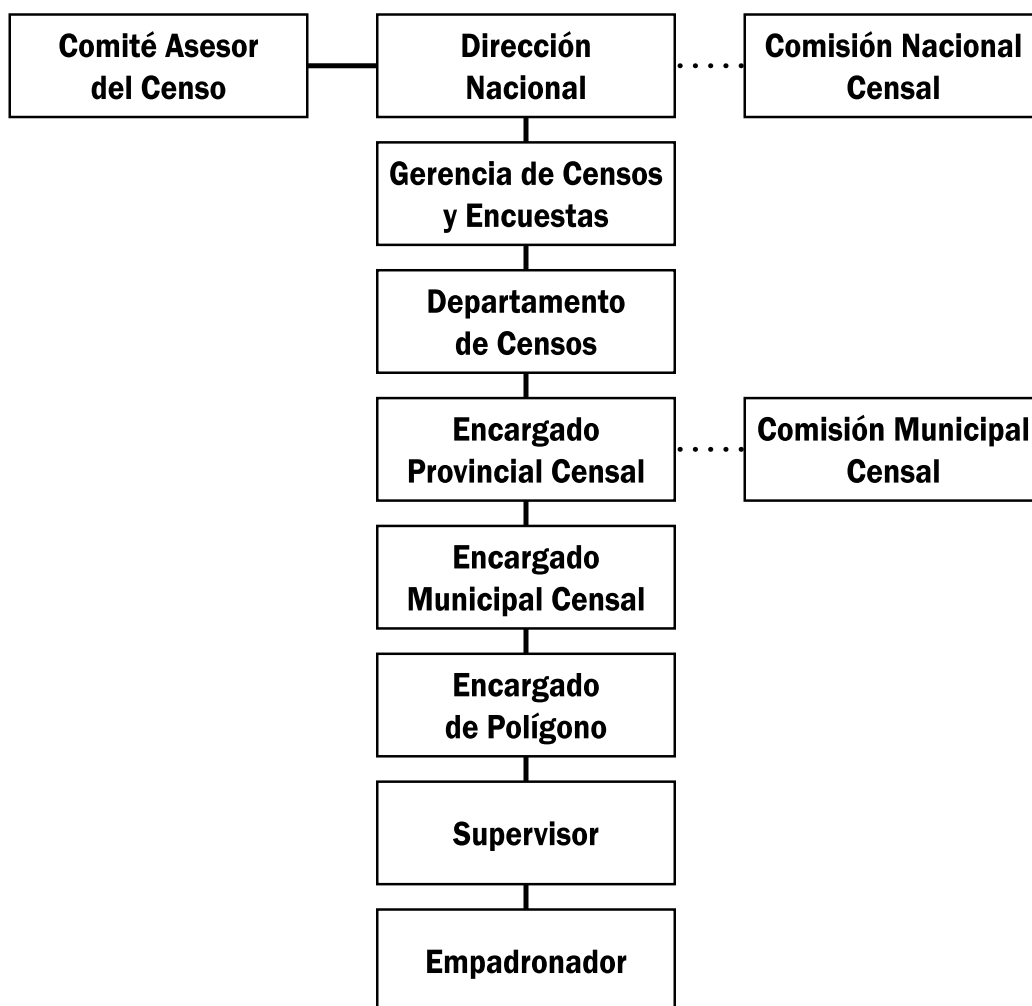 Comité Asesor
del Censo
Dirección
Nacional
Comisión Nacional
Censal
Gerencia de Censos
y Encuestas
Departamento
de Censos
Encargado
Provincial Censal
Comisión Municipal
Censal
Encargado
Municipal Censal
Encargado
de Polígono
Supervisor
Empadronador